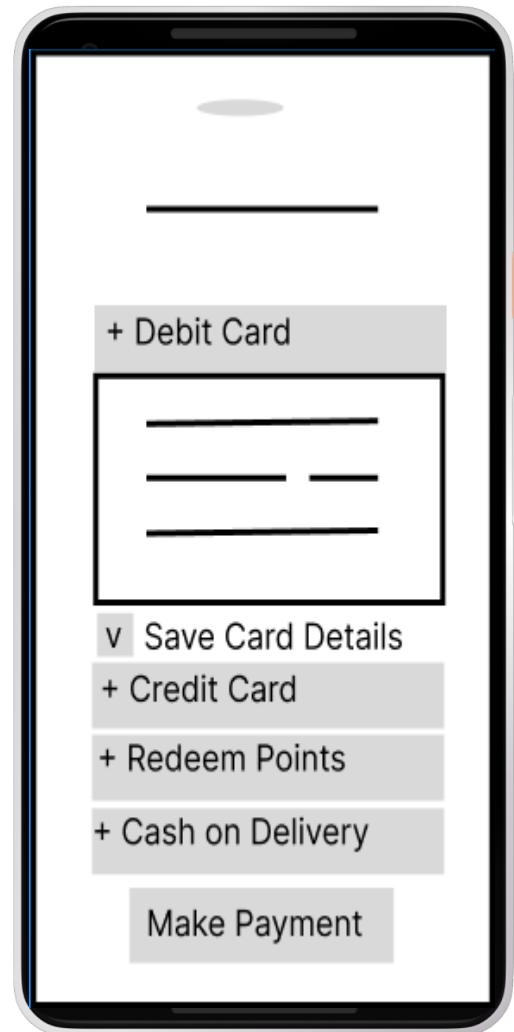 + Debit Card
v Save Card Details
+ Credit Card
+ Redeem Points
+ Cash on Delivery
Make Payment